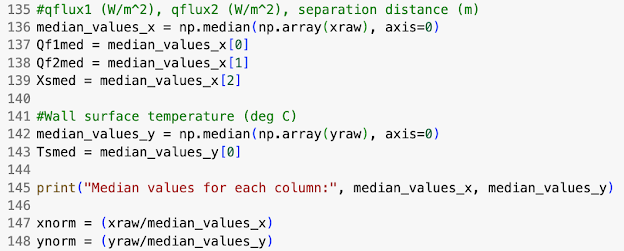 135 #qflux1 (W/m^2), qflux2 (W/m^2), separation distance (m)
136 median_values_x = np.median(np.array(xraw), axis=0)
137 Qf1med = median_values_x[0]
138 Qf2med = median_values_x[1]
139 Xsmed = median_values_x[2]
140
141 #Wall surface temperature (deg C)
142 median_values_y = np.median(np.array(yraw), axis=0)
143 Tsmed = median_values_y[0]
144
145 print("Median values for each column:", median_values_x, median_values_y)
146
147 xnorm = (xraw/median_values_x)
148 ynorm = (yraw/median_values_y)